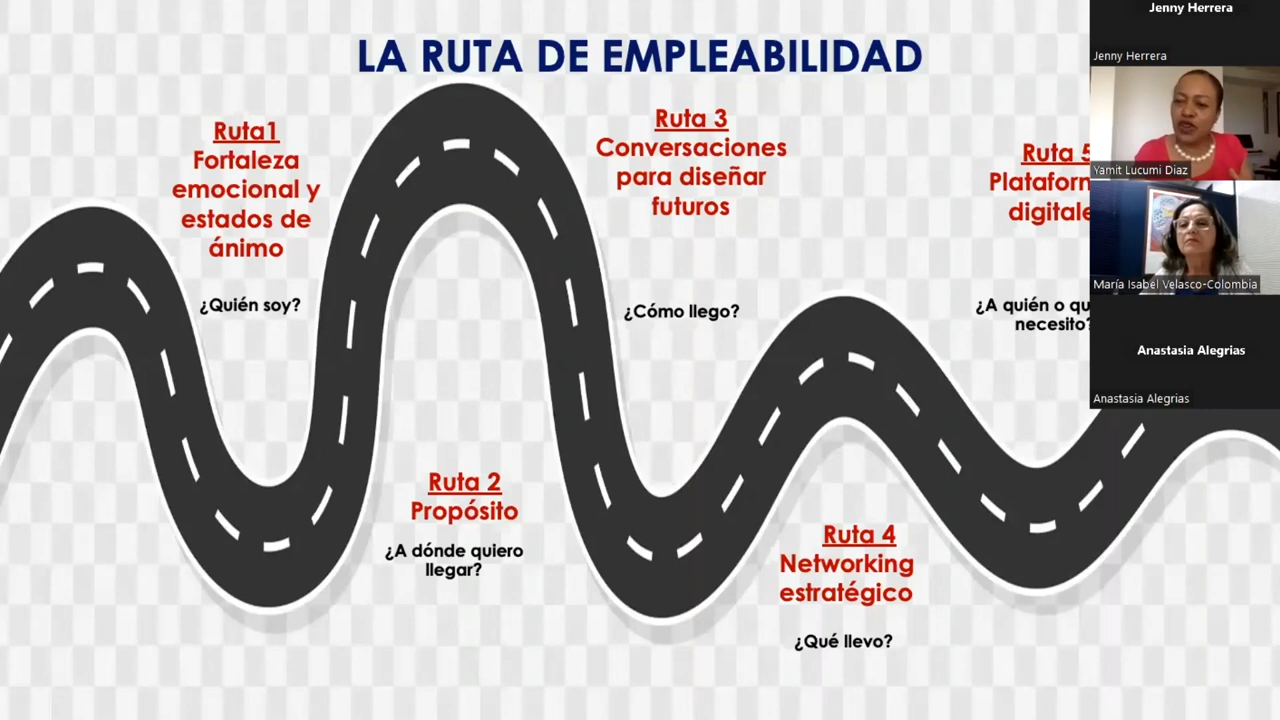 LA RUTA DE EMPLEABILIDAD
Ruta1
Fortaleza
emocional y
estados de
ánimo
¿Quién soy?
Ruta 2
Propósito
¿A dónde quiero
llegar?
Ruta 3
Conversaciones
para diseñar
futuros
¿Cómo llego?
Ruta 4
Networking
estratégico
¿Qué llevo?
Ruta 5
¿A quién o
Jenny Herrera
Jenny Herrera
Yamit Lucumi Diaz
María Isabel Velasco-Colombia
Anastasia Alegrias
Anastasia Alegrias